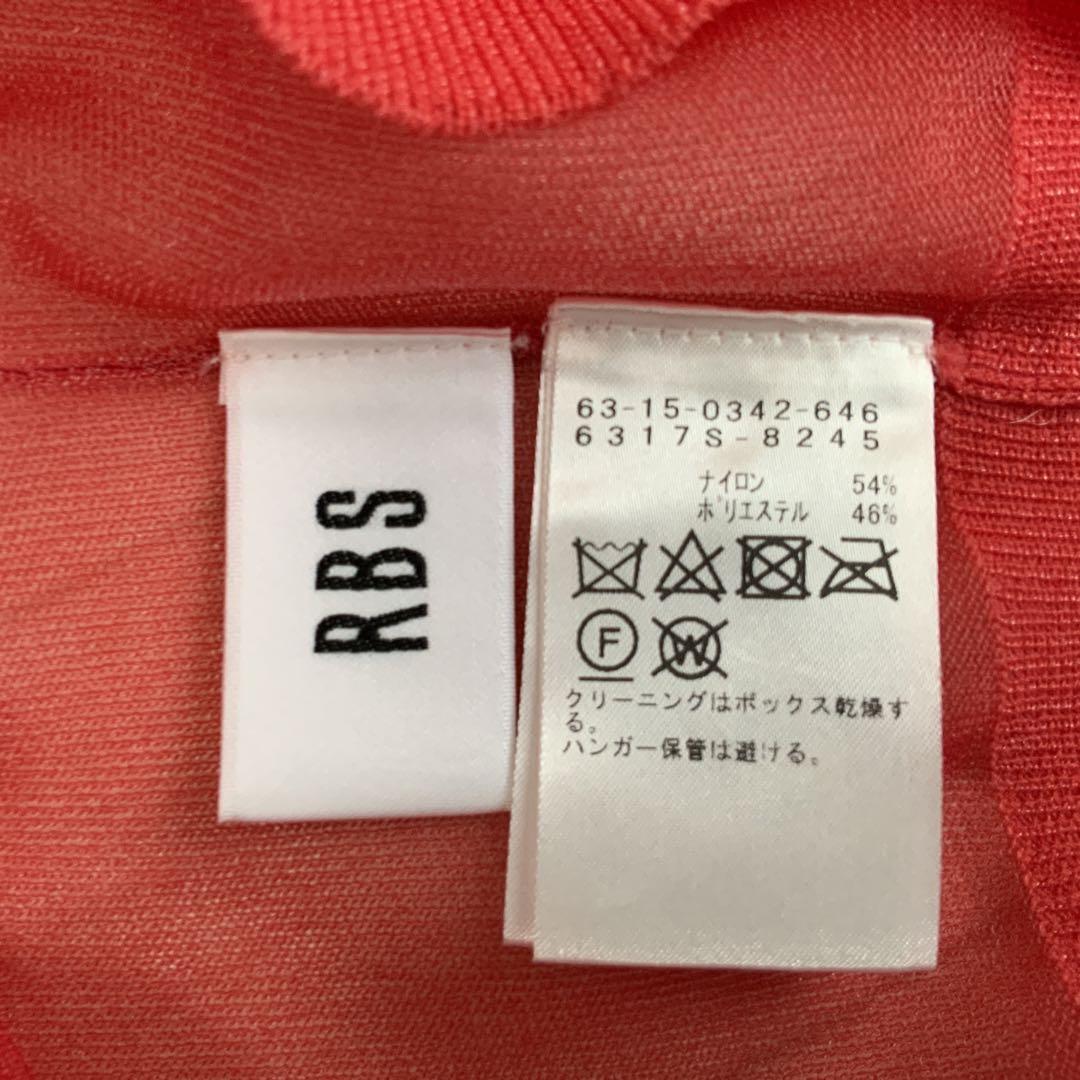 RBS
63-15-0342-646
6317S-8245
ナイロン 54%
ポリエステル 46%
F
W
クリーニングはボックス乾燥す
る。
ハンガー保管は避ける。